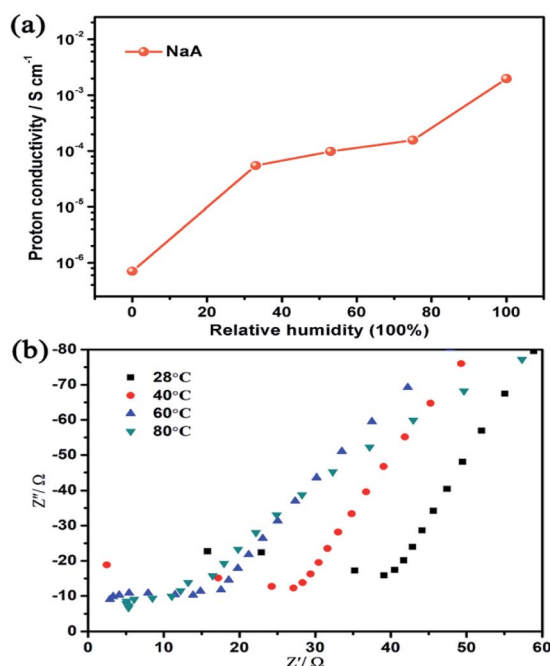 (a)
NaA
10⁻²
10⁻³
10⁻⁴
10⁻⁵
10⁻⁶
Proton conductivity / S cm⁻¹
0 20 40 60 80 100
Relative humidity (100%)
(b)
28°C
40°C
60°C
80°C
-80
-70
-60
-50
-40
-30
-20
-10
0
Z″/ Ω
0 10 20 30 40 50 60
Z′/ Ω